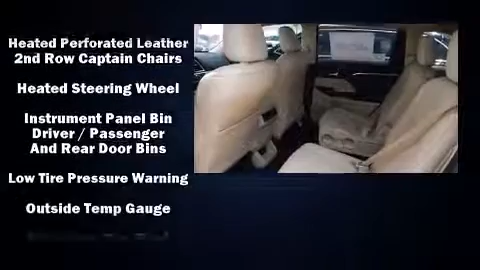 Heated Perforated Leather
2nd Row Captain Chairs
Heated Steering Wheel
Instrument Panel Bin
Driver / Passenger
And Rear Door Bins
Low Tire Pressure Warning
Outside Temp Gauge